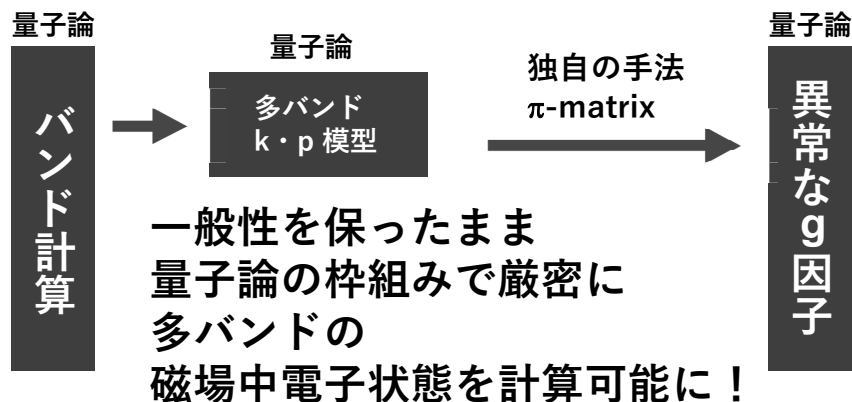 量子論
バンド計算
量子論
多バンド
k・p 模型
独自の手法
π-matrix
量子論
異常なg因子
一般性を保ったまま
量子論の枠組みで厳密に
多バンドの
磁場中電子状態を計算可能に！